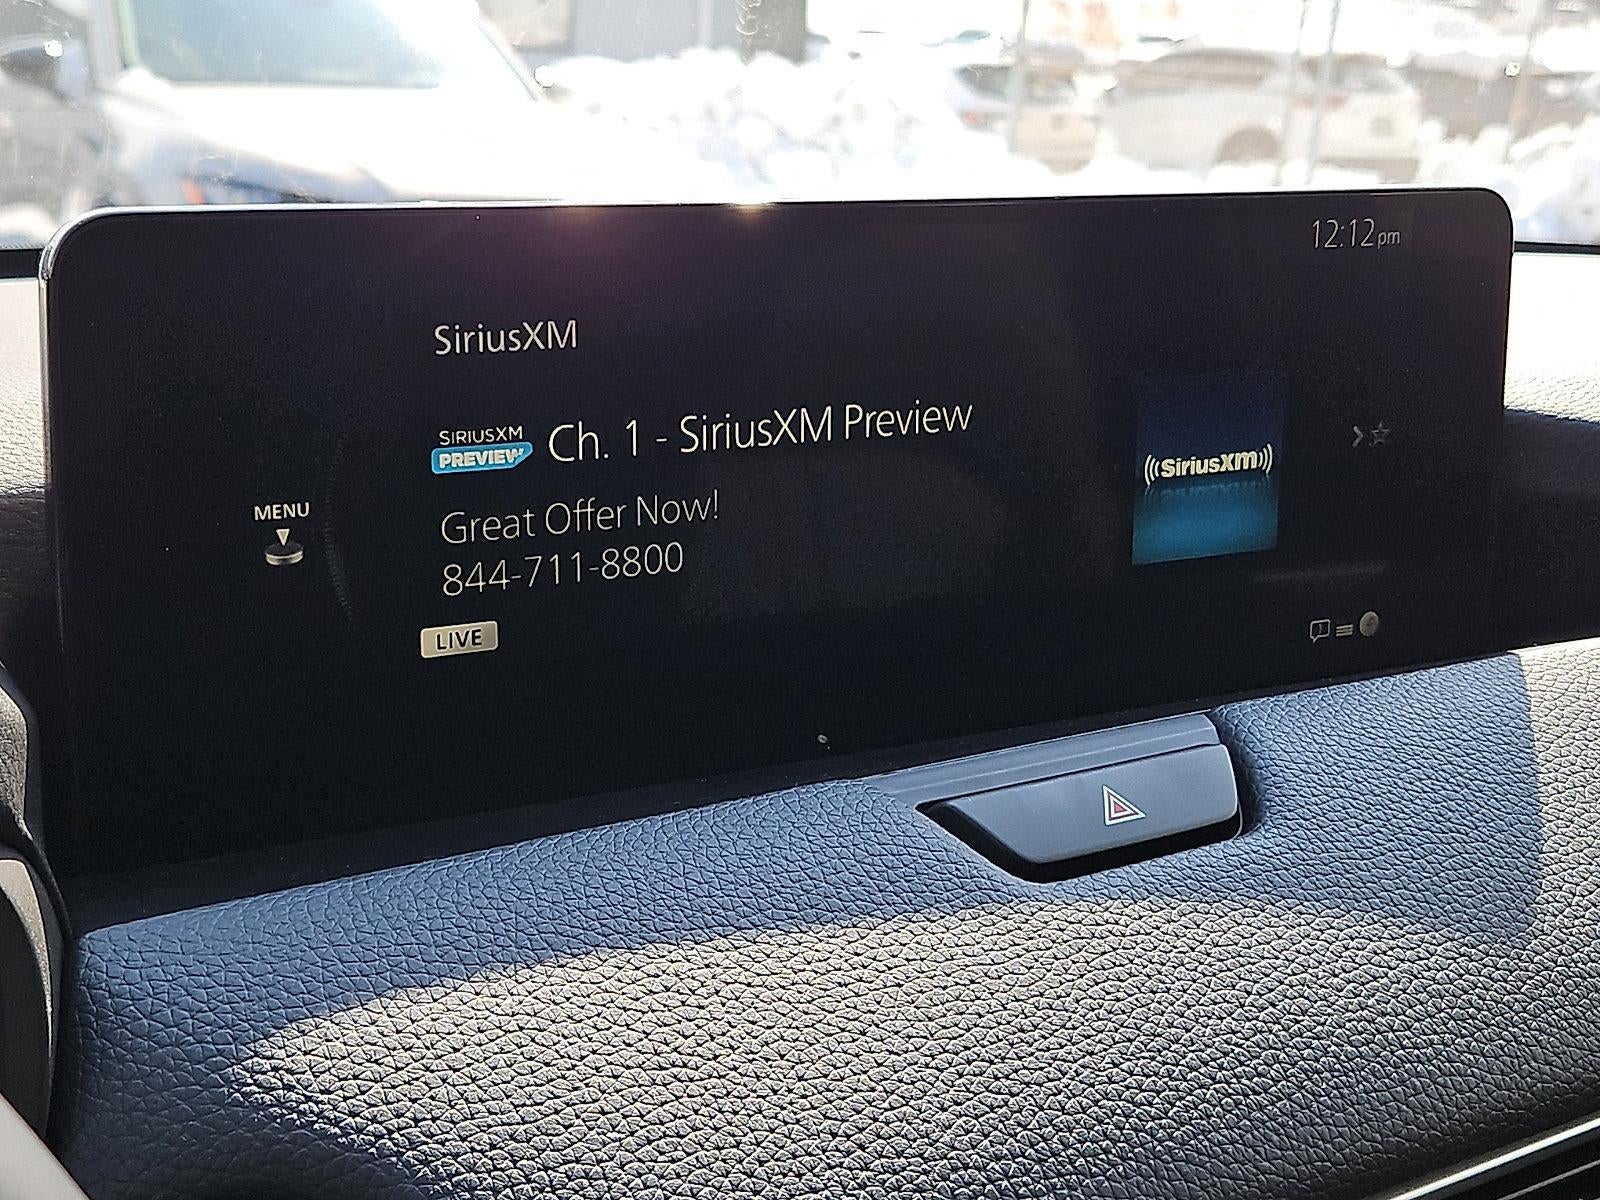 12:12pm
SiriusXM
SIRIUSXM
PREVIEW
Ch. 1 - SiriusXM Preview
((SiriusXM))
MENU
Great Offer Now!
844-711-8800
LIVE